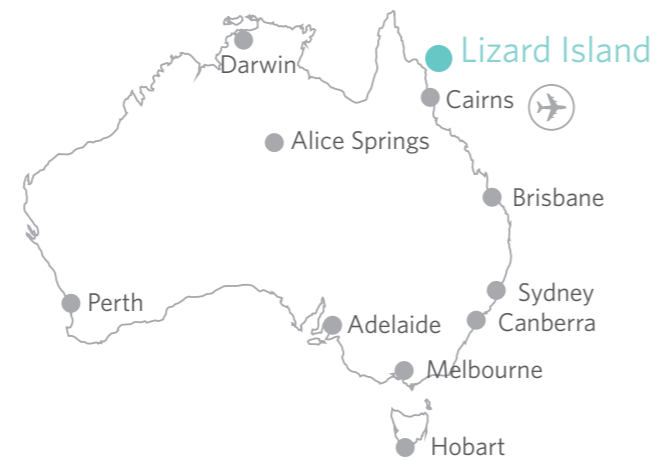 Lizard Island
Darwin
Cairns
Alice Springs
Brisbane
Perth
Sydney
Adelaide
Canberra
Melbourne
Hobart